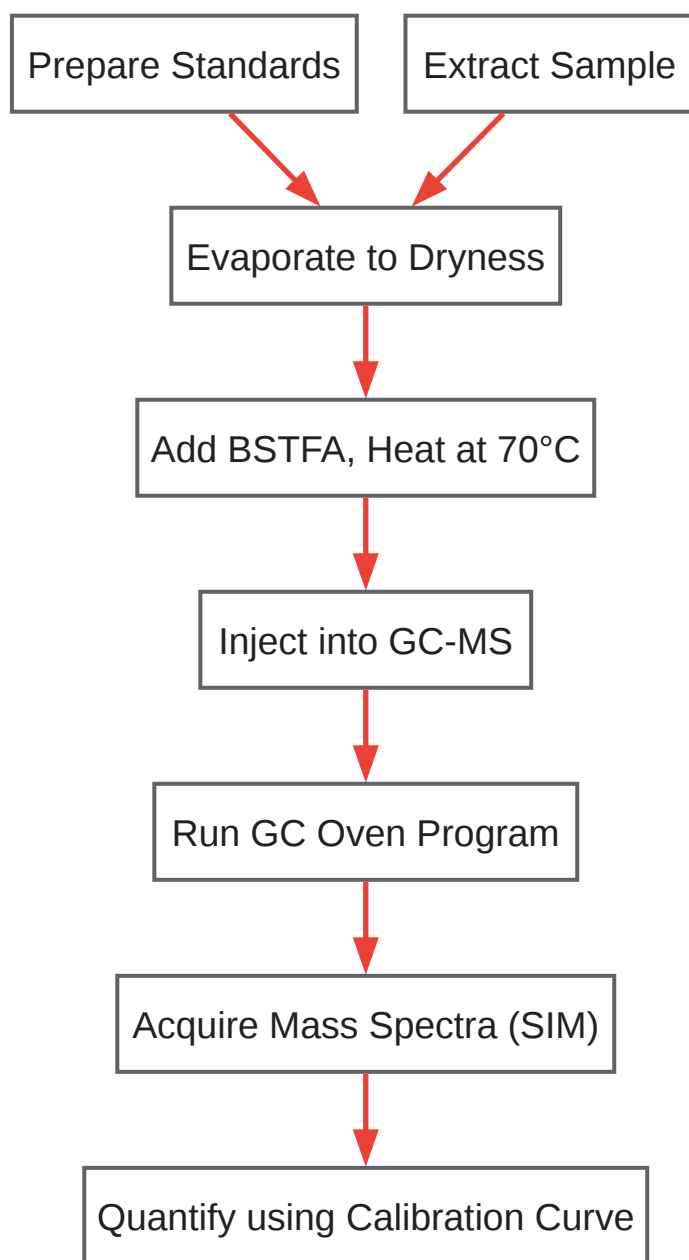 Prepare Standards
Extract Sample
Evaporate to Dryness
Add BSTFA, Heat at 70°C
Inject into GC-MS
Run GC Oven Program
Acquire Mass Spectra (SIM)
Quantify using Calibration Curve